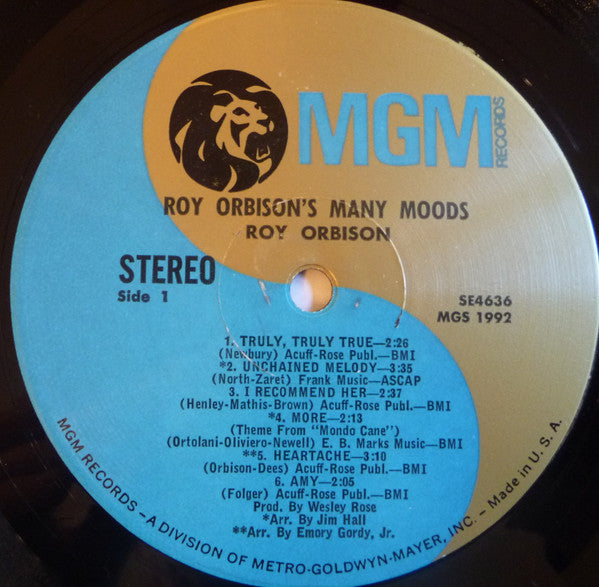 MGM
RECORDS
ROY ORBISON'S MANY MOODS
ROY ORBISON
STEREO
Side 1
SE4636
MGS 1992
1. TRULY, TRULY TRUE—2:26
(Newbury) Acuff-Rose Publ.—BMI
*2. UNCHAINED MELODY—3:35
(North-Zaret) Frank Music—ASCAP
3. I RECOMMEND HER—2:37
(Henley-Mathis-Brown) Acuff-Rose Publ.—BMI
*4. MORE—2:13
(Theme From "Mondo Cane")
(Ortolani-Oliviero-Newell) E. B. Marks Music—BMI
**5. HEARTACHE—3:10
(Orbison-Dees) Acuff-Rose Publ.—BMI
6. AMY—2:05
(Folger) Acuff-Rose Publ.—BMI
Prod. By Wesley Rose
*Arr. By Jim Hall
**Arr. By Emory Gordy, Jr.
MGM RECORDS – A DIVISION OF METRO-GOLDWYN-MAYER, INC. – Made in U. S. A.